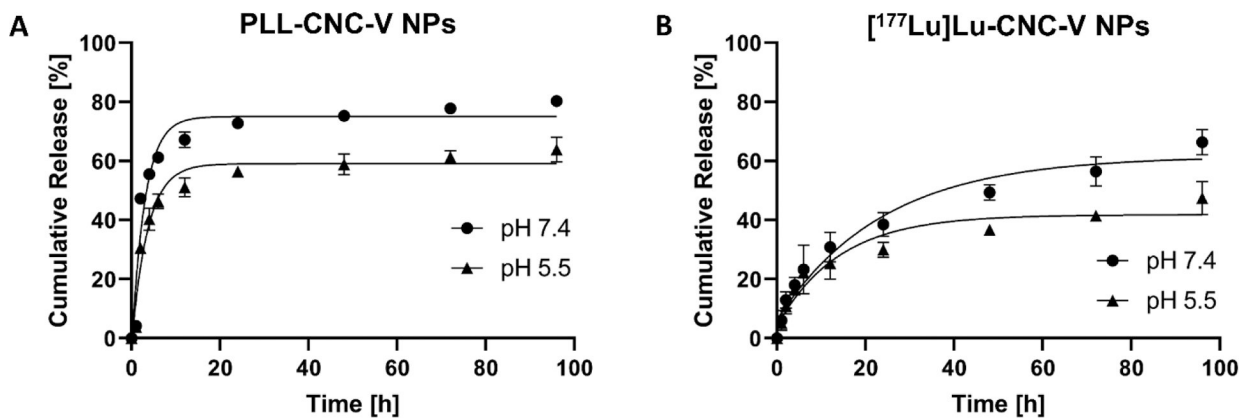 A
PLL-CNC-V NPs
Cumulative Release [%]
100
80
60
40
20
0
pH 7.4
pH 5.5
0 20 40 60 80 100
Time [h]
B
[¹⁷⁷Lu]Lu-CNC-V NPs
Cumulative Release [%]
100
80
60
40
20
0
pH 7.4
pH 5.5
0 20 40 60 80 100
Time [h]